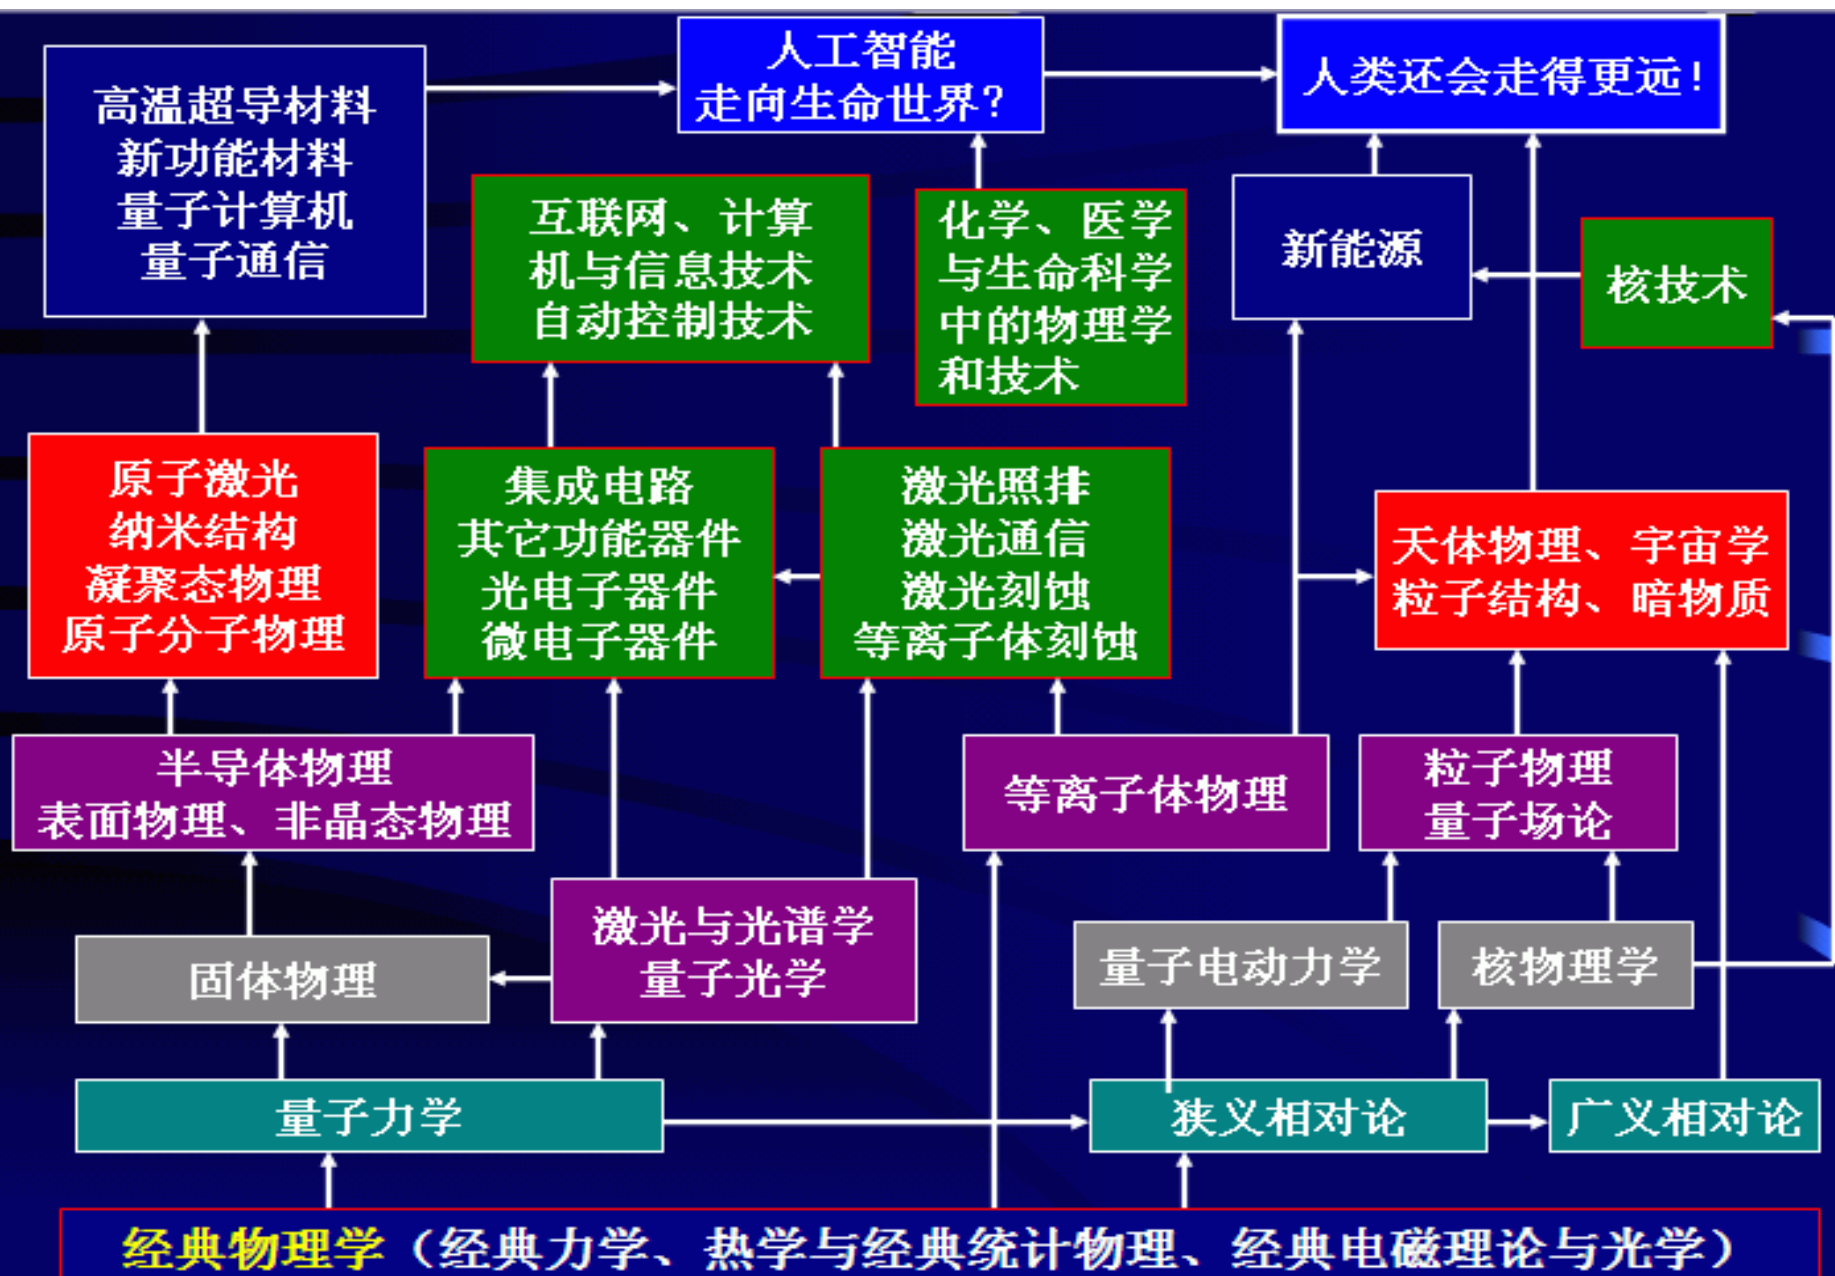 高温超导材料
新功能材料
量子计算机
量子通信
人工智能
走向生命世界？
人类还会走得更远！
互联网、计算
机与信息技术
自动控制技术
化学、医学
与生命科学
中的物理学
和技术
新能源
核技术
原子激光
纳米结构
凝聚态物理
原子分子物理
集成电路
其它功能器件
光电子器件
微电子器件
激光照排
激光通信
激光刻蚀
等离子体刻蚀
天体物理、宇宙学
粒子结构、暗物质
半导体物理
表面物理、非晶态物理
等离子体物理
粒子物理
量子场论
固体物理
激光与光谱学
量子光学
量子电动力学
核物理学
量子力学
狭义相对论
广义相对论
经典物理学（经典力学、热学与经典统计物理、经典电磁理论与光学）